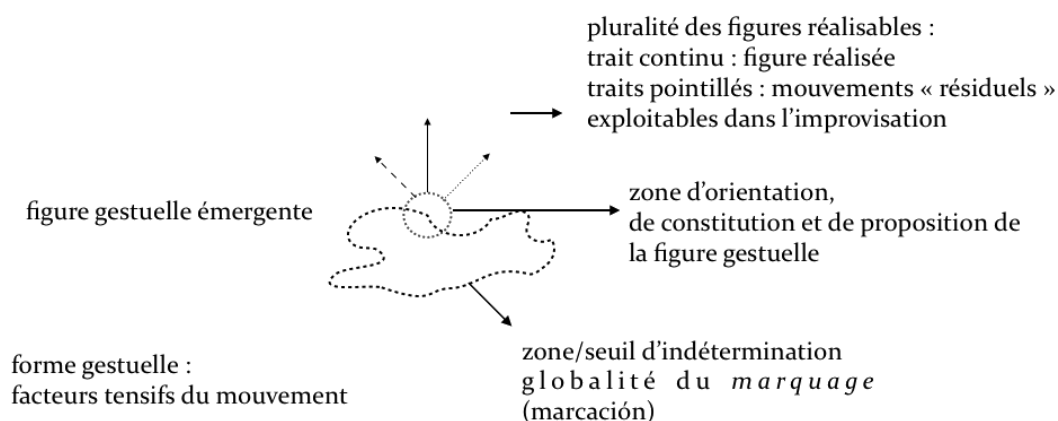 pluralité des figures réalisables :
trait continu : figure réalisée
traits pointillés : mouvements « résiduels »
exploitables dans l'improvisation
figure gestuelle émergente
zone d'orientation,
de constitution et de proposition de
la figure gestuelle
forme gestuelle :
facteurs tensifs du mouvement
zone/seuil d'indétermination
globalité du marquage
(marcación)